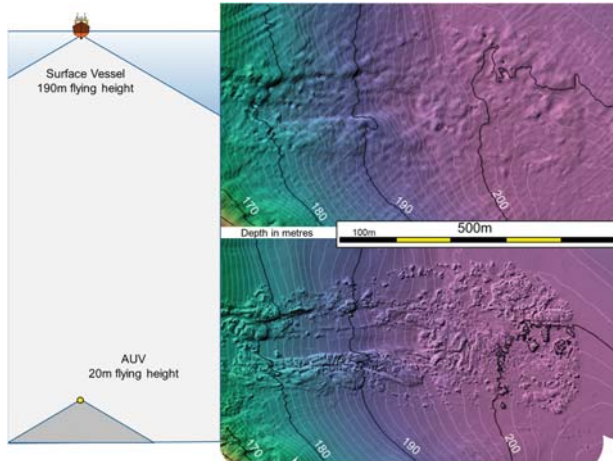 Surface Vessel
190m flying height
AUV
20m flying height
170
180
190
200
Depth in metres
100m
500m
170
180
190
200